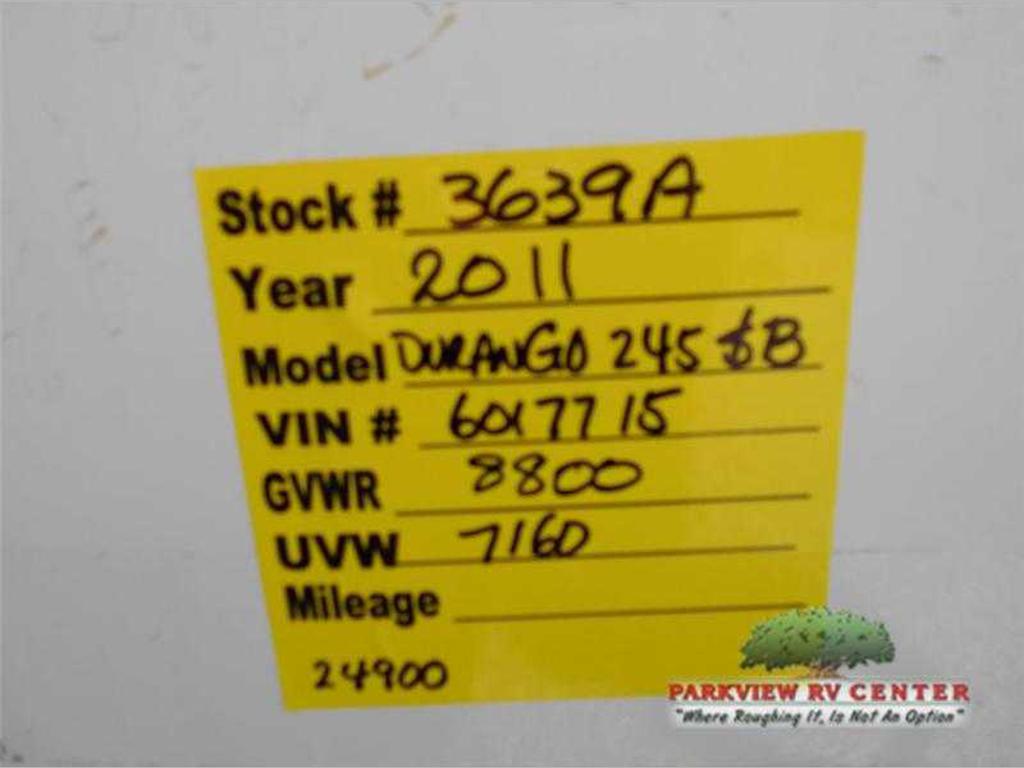 Stock # 3639A
Year 2011
Model DURANGO 245 SB
VIN # 6017715
GVWR 8800
UVW 7160
Mileage
24900
PARKVIEW RV CENTER
"Where Roughing It, Is Not An Option"